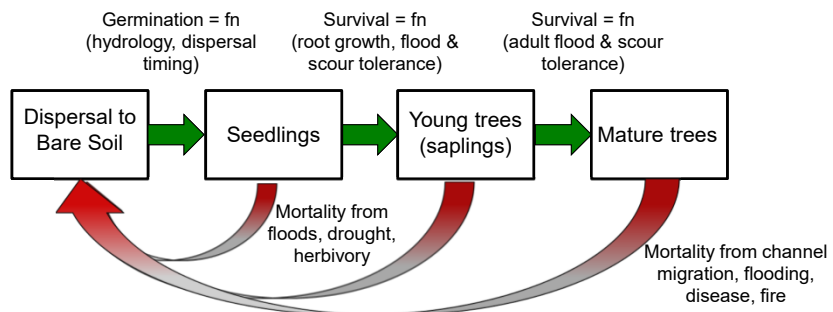 Germination = fn
(hydrology, dispersal
timing)
Survival = fn
(root growth, flood &
scour tolerance)
Survival = fn
(adult flood & scour
tolerance)
Dispersal to
Bare Soil
Seedlings
Young trees
(saplings)
Mature trees
Mortality from
floods, drought,
herbivory
Mortality from channel
migration, flooding,
disease, fire